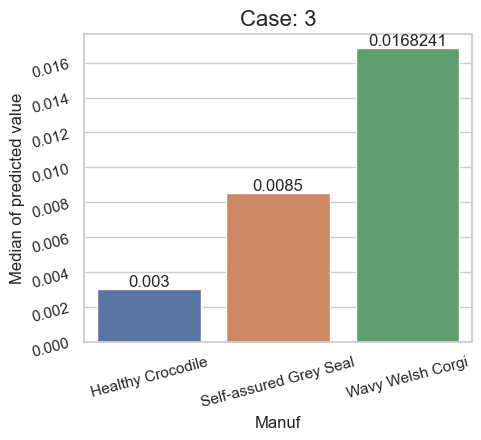 Case: 3
Median of predicted value
0.016
0.014
0.012
0.010
0.008
0.006
0.004
0.002
0.000
0.003
0.0085
0.0168241
Healthy Crocodile
Self-assured Grey Seal
Wavy Welsh Corgi
Manuf